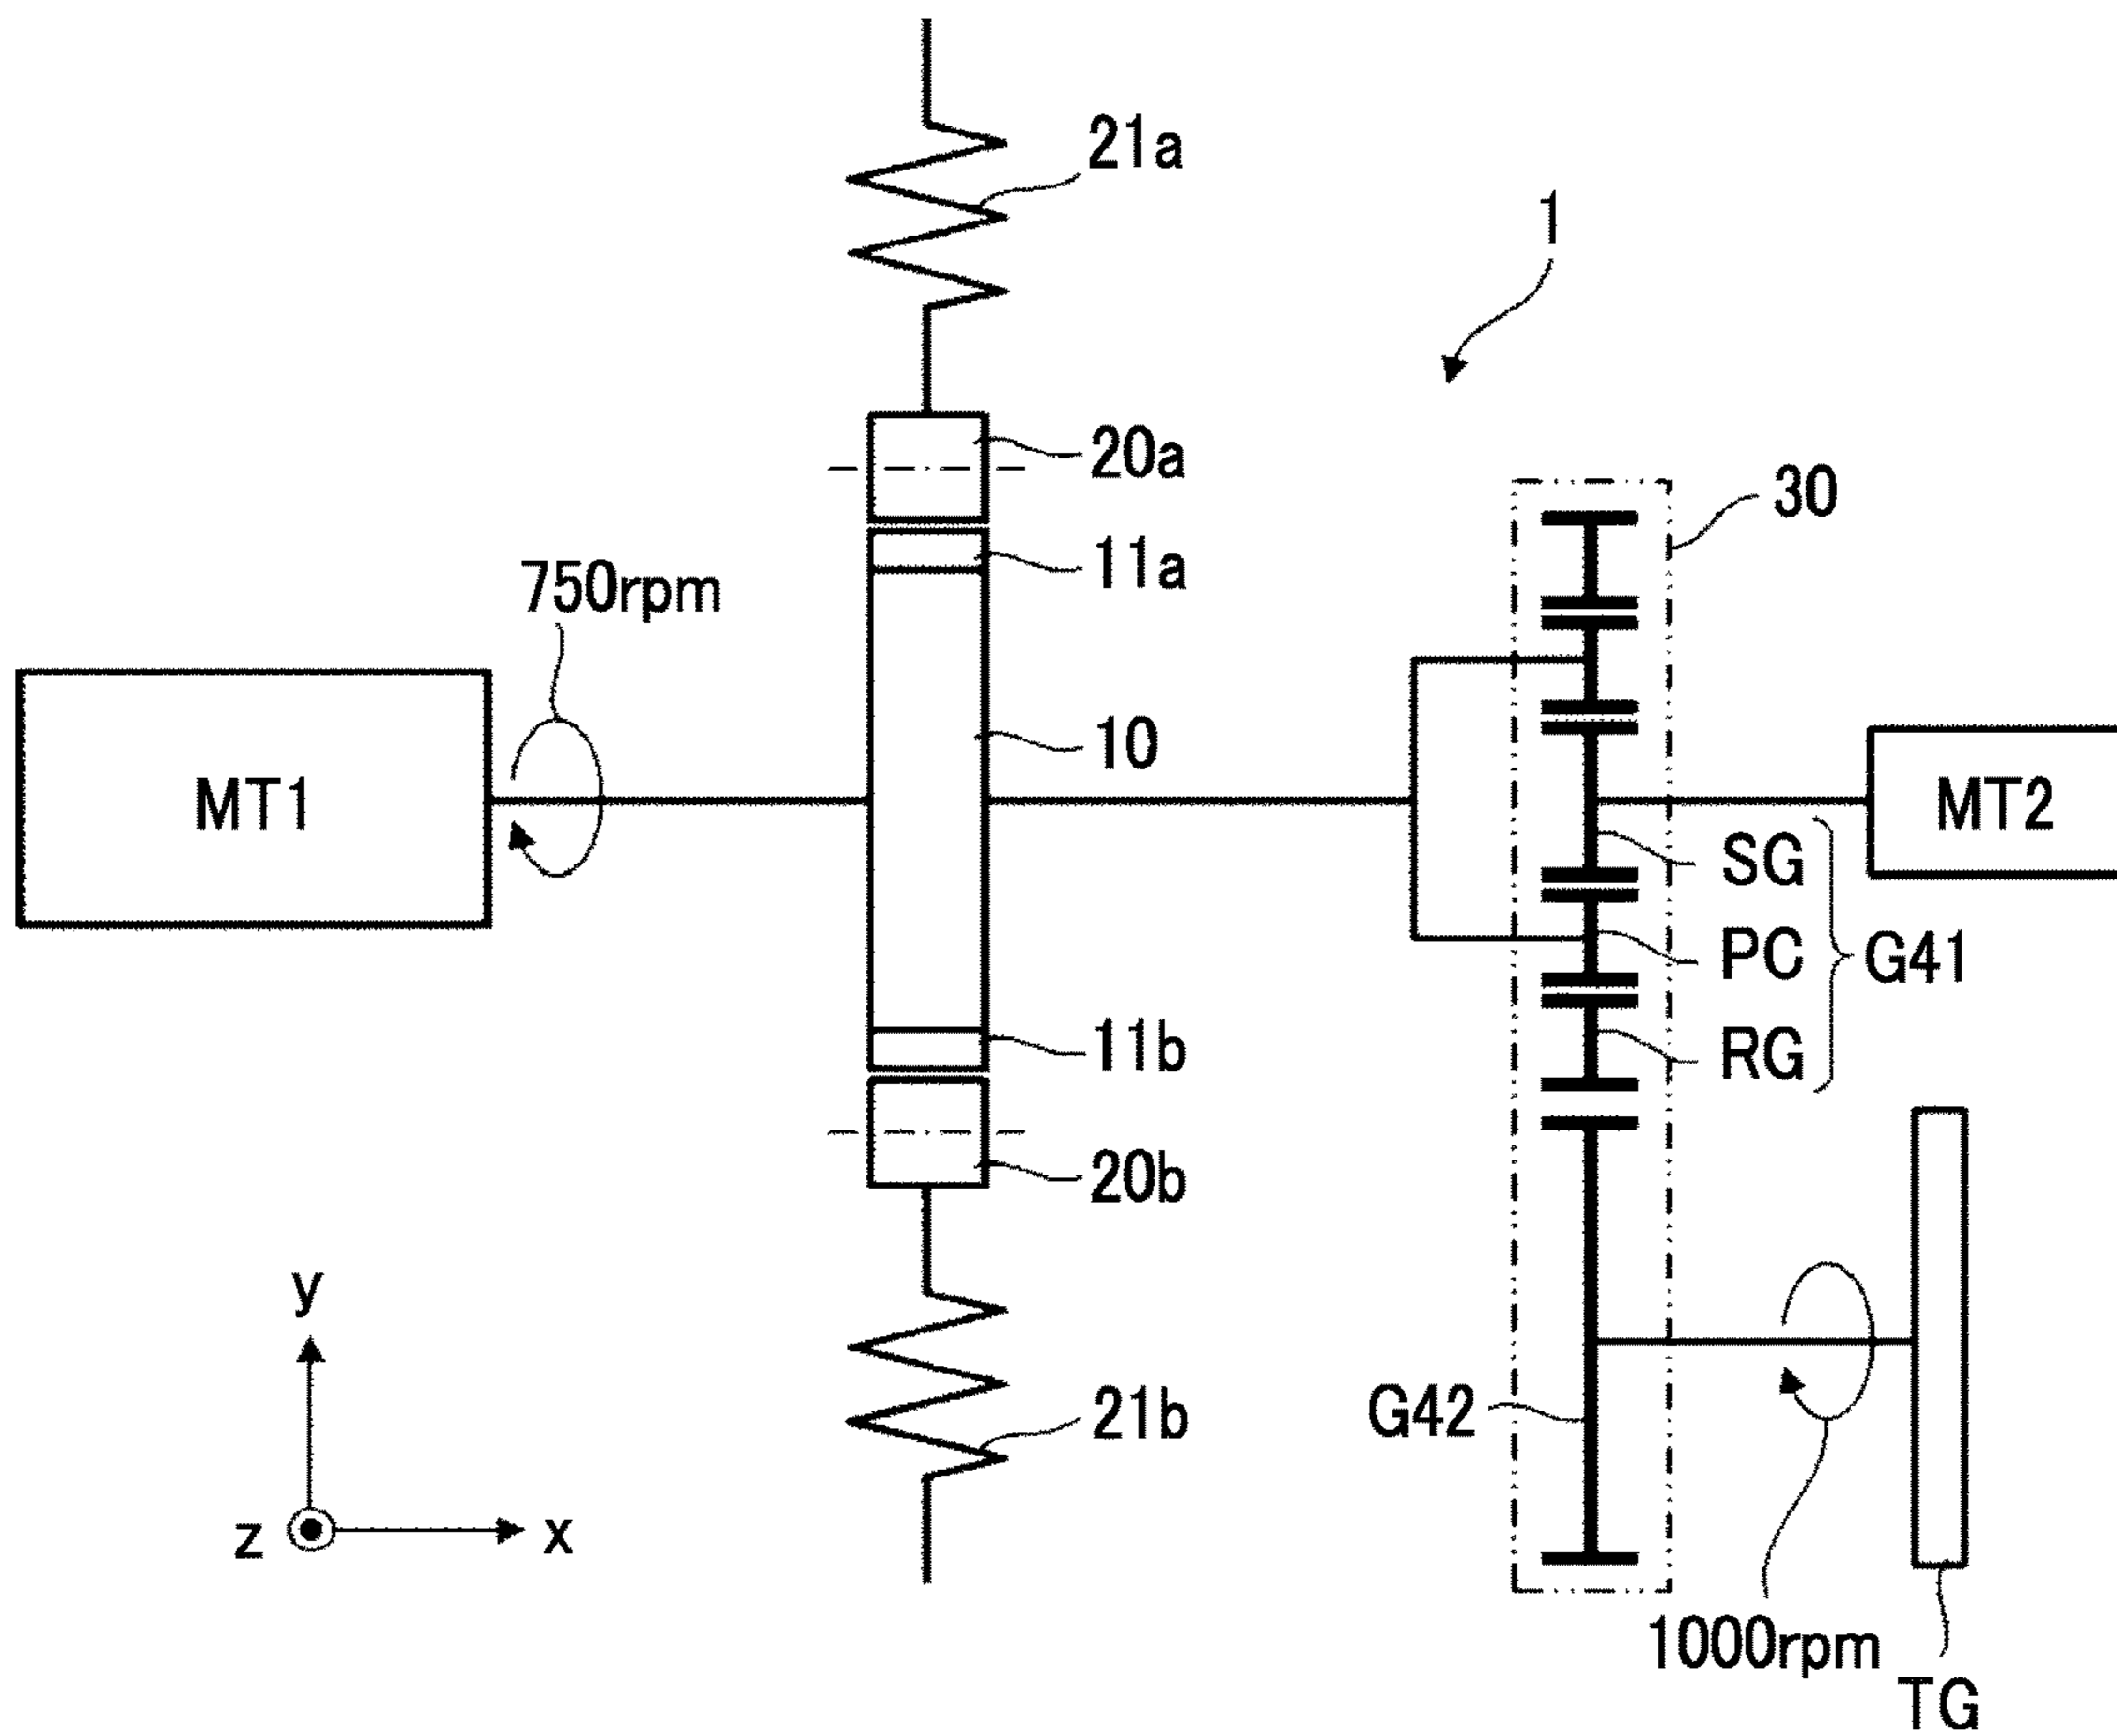 21a
1
20a
30
11a
750rpm
10
MT1
MT2
SG
PC
G41
RG
11b
20b
y
21b
G42
z
x
1000rpm
TG